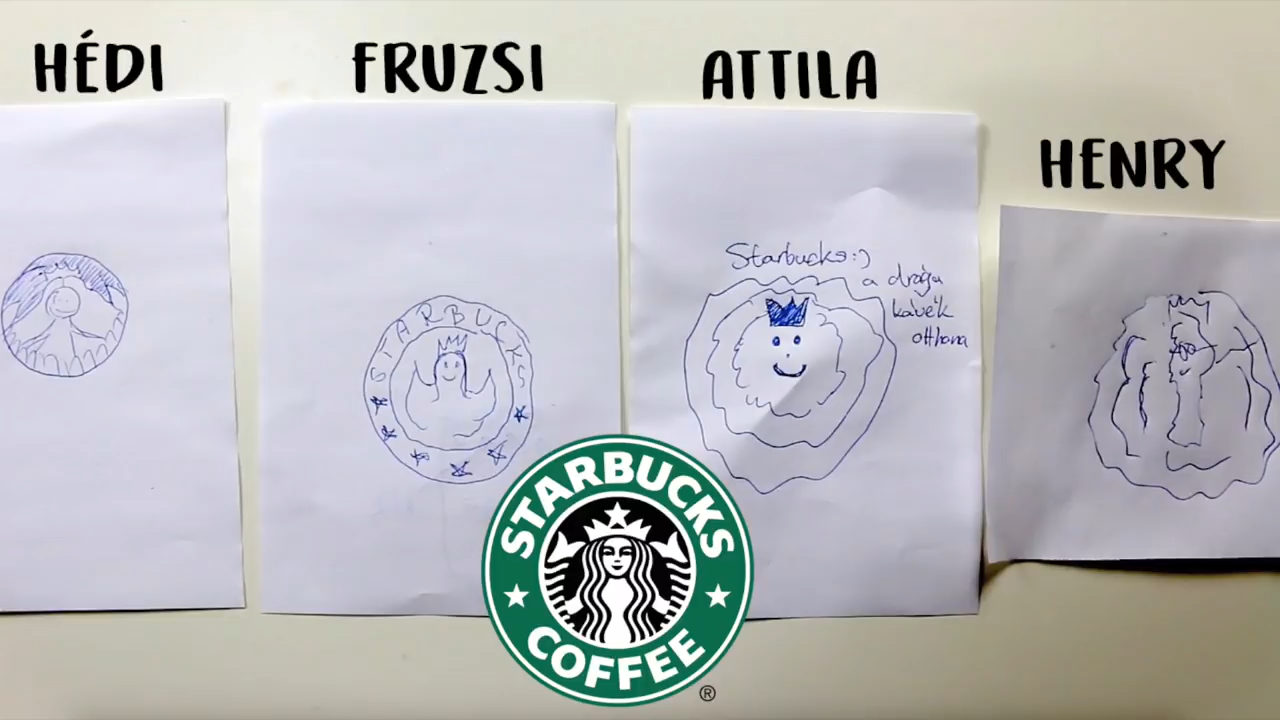 HÉDI
FRUZSI
ATTILA
HENRY
STARBUCKS
Starbucks:)
a drága
kávék
otthona
STARBUCKS
COFFEE
®